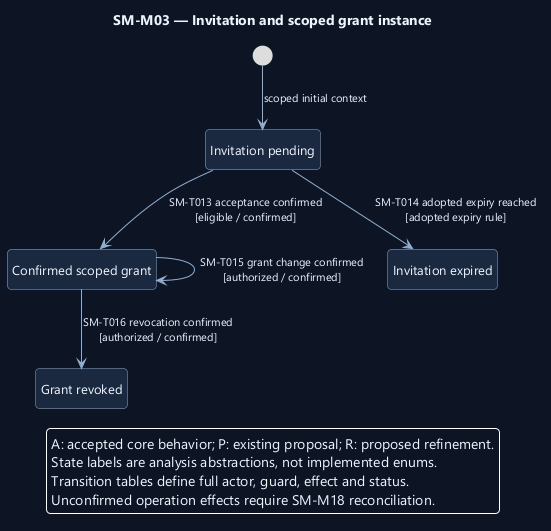 SM-M03 — Invitation and scoped grant instance
scoped initial context
Invitation pending
SM-T013 acceptance confirmed
[eligible / confirmed]
SM-T014 adopted expiry reached
[adopted expiry rule]
Confirmed scoped grant
SM-T015 grant change confirmed
[authorized / confirmed]
Invitation expired
SM-T016 revocation confirmed
[authorized / confirmed]
Grant revoked
A: accepted core behavior; P: existing proposal; R: proposed refinement.
State labels are analysis abstractions, not implemented enums.
Transition tables define full actor, guard, effect and status.
Unconfirmed operation effects require SM-M18 reconciliation.